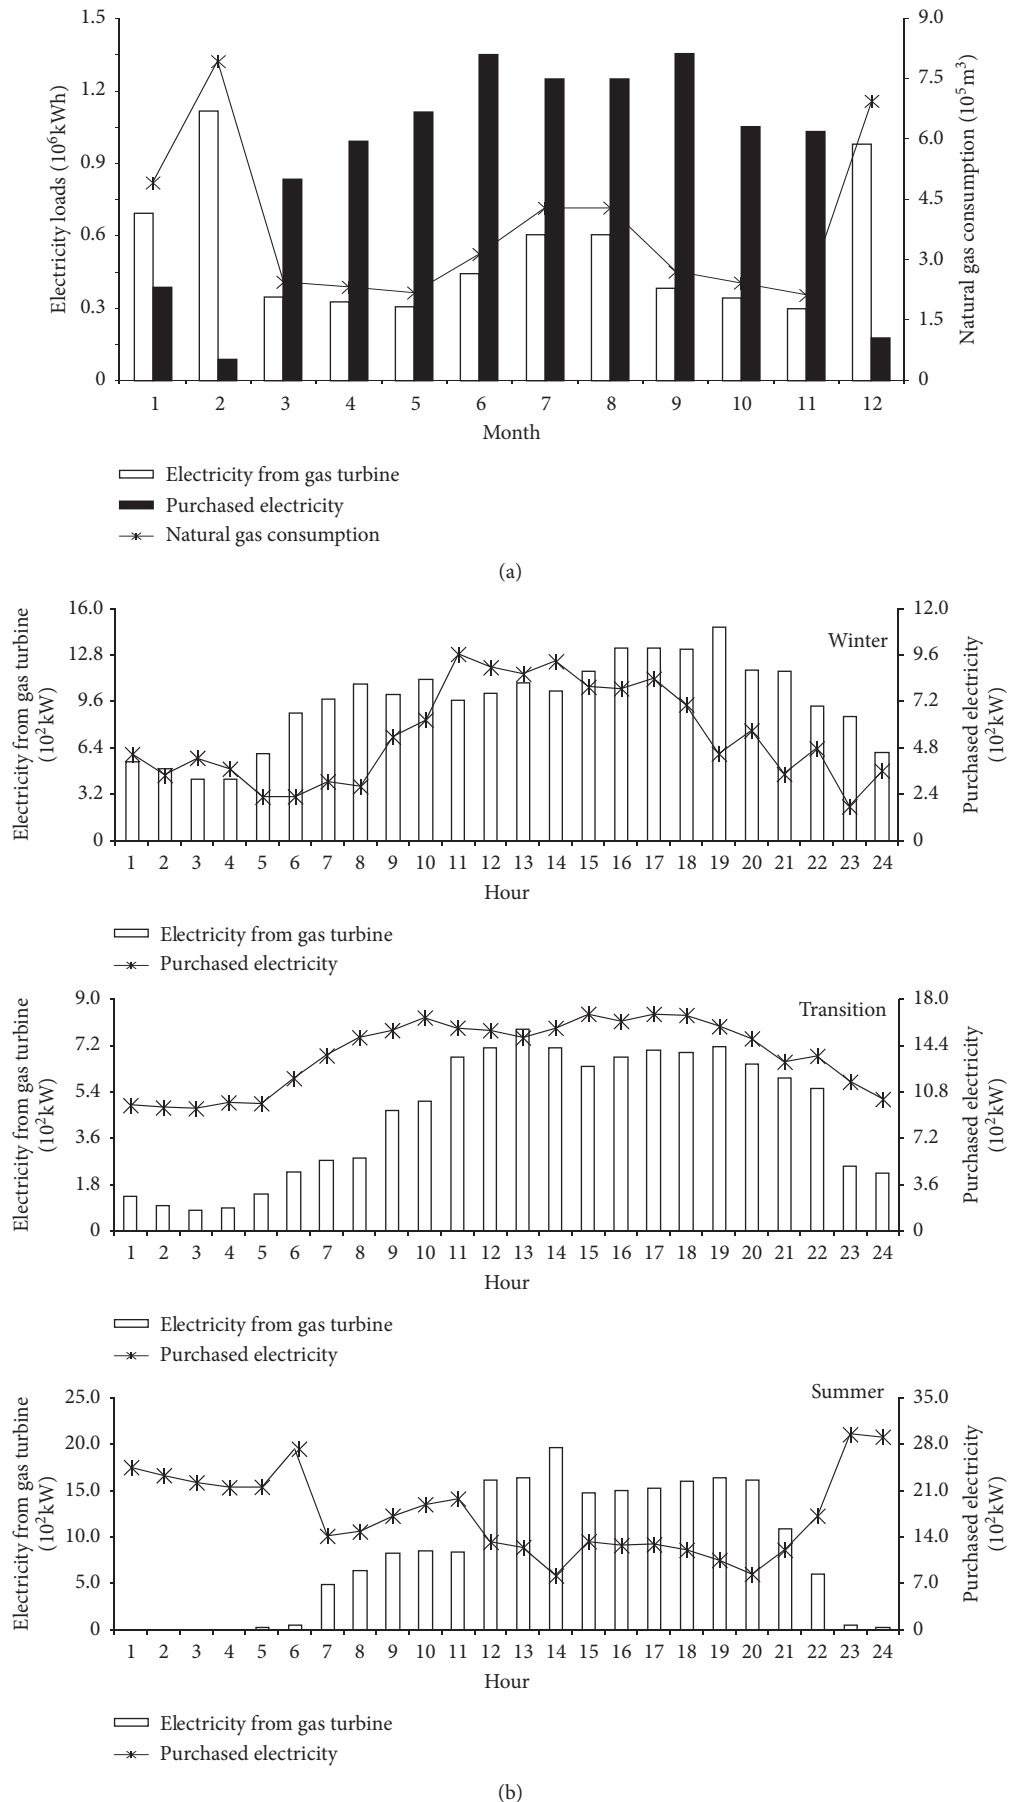 1.5
1.2
0.9
0.6
0.3
0
Electricity loads (10⁶kWh)
9.0
7.5
6.0
4.5
3.0
1.5
0
Natural gas consumption (10⁵m³)
1 2 3 4 5 6 7 8 9 10 11 12
Month
Electricity from gas turbine
Purchased electricity
Natural gas consumption
(a)
Electricity from gas turbine
(10²kW)
16.0
12.8
9.6
6.4
3.2
0
Winter
12.0
9.6
7.2
4.8
2.4
0
Purchased electricity
(10²kW)
1 2 3 4 5 6 7 8 9 10 11 12 13 14 15 16 17 18 19 20 21 22 23 24
Hour
Electricity from gas turbine
Purchased electricity
Electricity from gas turbine
(10²kW)
9.0
7.2
5.4
3.6
1.8
0
Transition
18.0
14.4
10.8
7.2
3.6
0
Purchased electricity
(10²kW)
1 2 3 4 5 6 7 8 9 10 11 12 13 14 15 16 17 18 19 20 21 22 23 24
Hour
Electricity from gas turbine
Purchased electricity
Electricity from gas turbine
(10²kW)
25.0
20.0
15.0
10.0
5.0
0
Summer
35.0
28.0
21.0
14.0
7.0
0
Purchased electricity
(10²kW)
1 2 3 4 5 6 7 8 9 10 11 12 13 14 15 16 17 18 19 20 21 22 23 24
Hour
Electricity from gas turbine
Purchased electricity
(b)